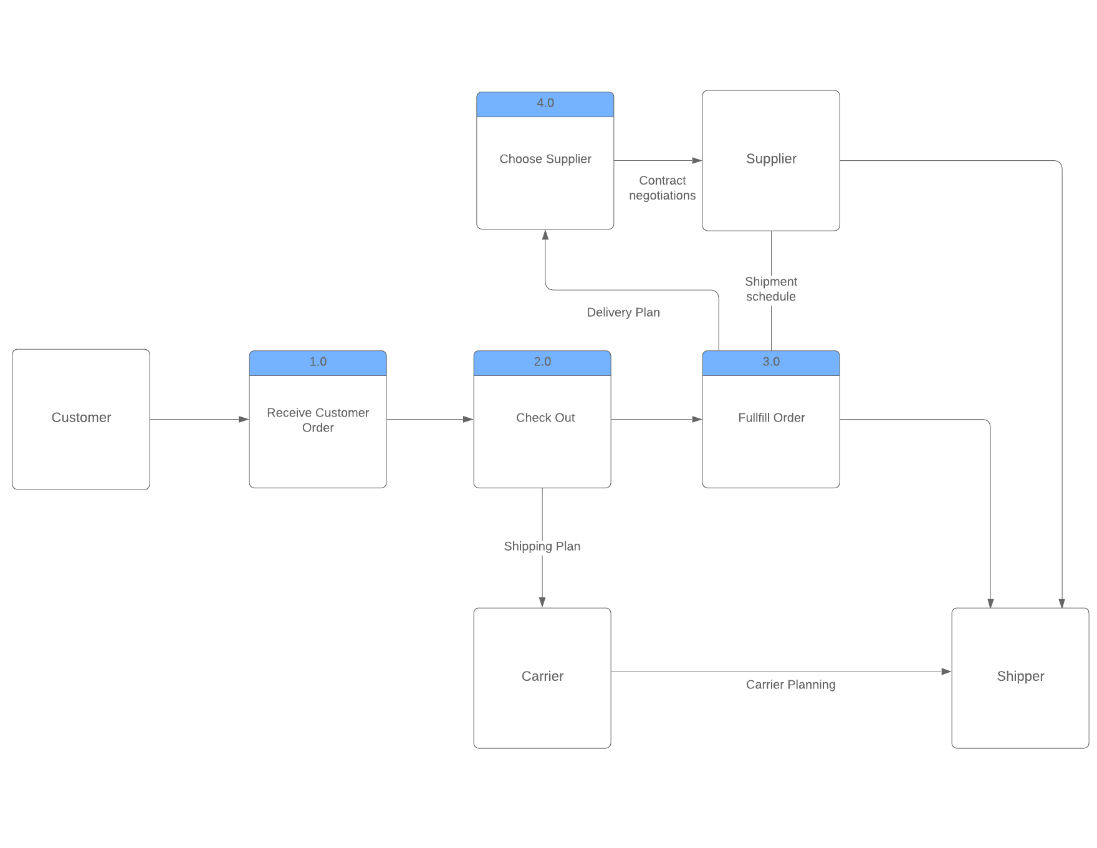 4.0
Choose Supplier
Supplier
Contract
negotiations
Shipment
schedule
Delivery Plan
1.0
2.0
3.0
Customer
Receive Customer
Order
Check Out
Fullfill Order
Shipping Plan
Carrier
Carrier Planning
Shipper